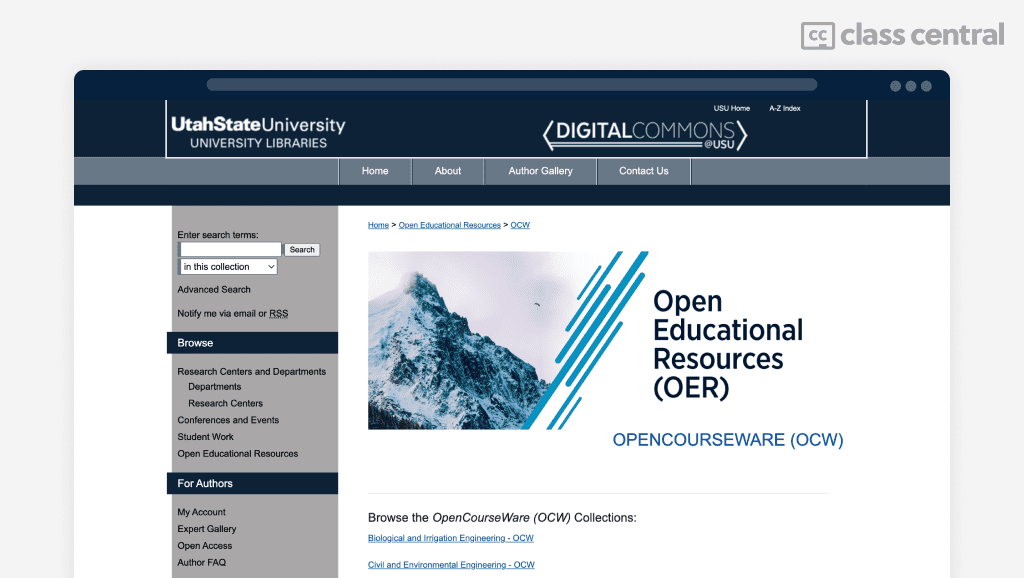 cc class central
USU Home A-Z Index
UtahStateUniversity
UNIVERSITY LIBRARIES
DIGITALCOMMONS
@USU
Home About Author Gallery Contact Us
Home > Open Educational Resources > OCW
Enter search terms:
Search
in this collection
Advanced Search
Notify me via email or RSS
Browse
Research Centers and Departments
Departments
Research Centers
Conferences and Events
Student Work
Open Educational Resources
For Authors
My Account
Expert Gallery
Open Access
Author FAQ
Open
Educational
Resources
(OER)
OPENCOURSEWARE (OCW)
Browse the OpenCourseWare (OCW) Collections:
Biological and Irrigation Engineering - OCW
Civil and Environmental Engineering - OCW